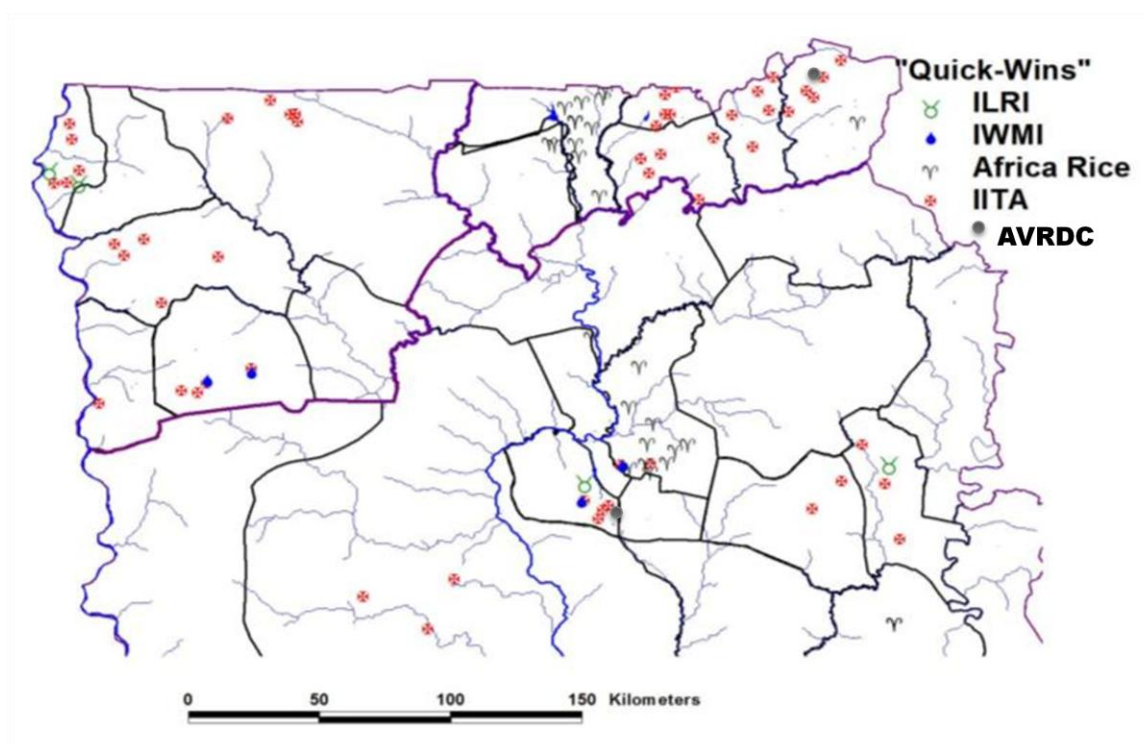 "Quick-Wins"
ILRI
IWMI
Africa Rice
IITA
AVRDC
0 50 100 150 Kilometers